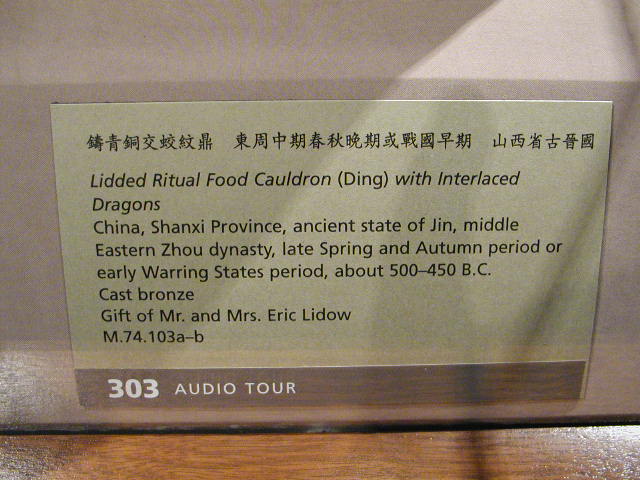 鑄青銅交蛟紋鼎 東周中期春秋晚期或戰國早期 山西省古晉國
Lidded Ritual Food Cauldron (Ding) with Interlaced
Dragons
China, Shanxi Province, ancient state of Jin, middle
Eastern Zhou dynasty, late Spring and Autumn period or
early Warring States period, about 500–450 B.C.
Cast bronze
Gift of Mr. and Mrs. Eric Lidow
M.74.103a–b
303 AUDIO TOUR